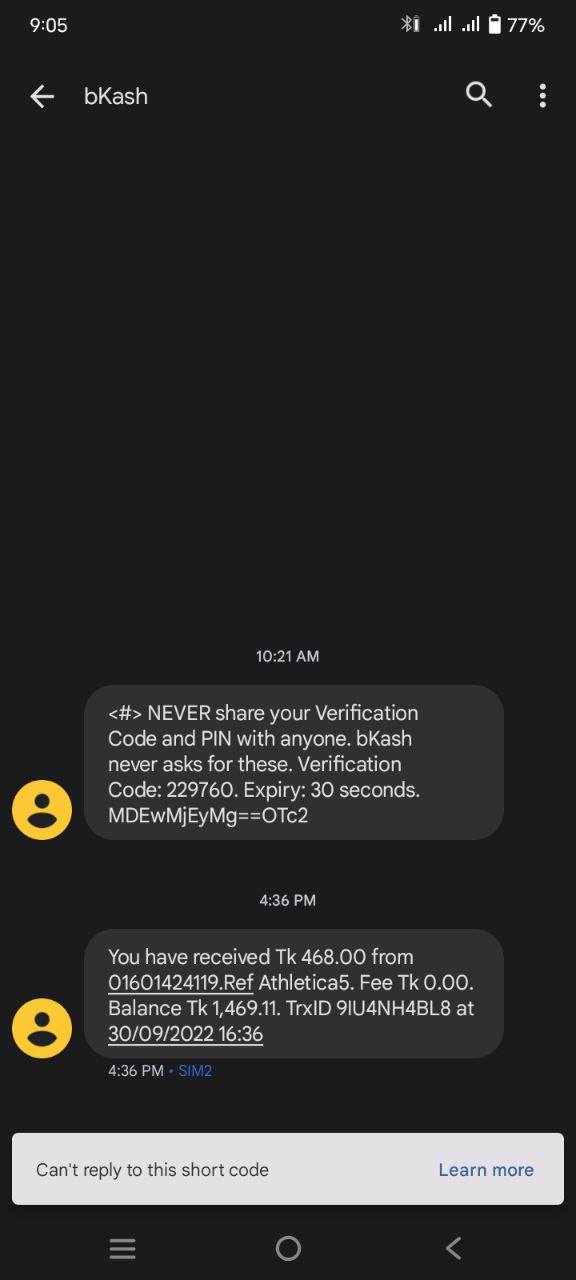 9:05
77%
bKash
10:21 AM
<#> NEVER share your Verification
Code and PIN with anyone. bKash
never asks for these. Verification
Code: 229760. Expiry: 30 seconds.
MDEwMjEyMg==OTc2
4:36 PM
You have received Tk 468.00 from
01601424119.Ref Athletica5. Fee Tk 0.00.
Balance Tk 1,469.11. TrxID 9IU4NH4BL8 at
30/09/2022 16:36
4:36 PM • SIM2
Can't reply to this short code Learn more